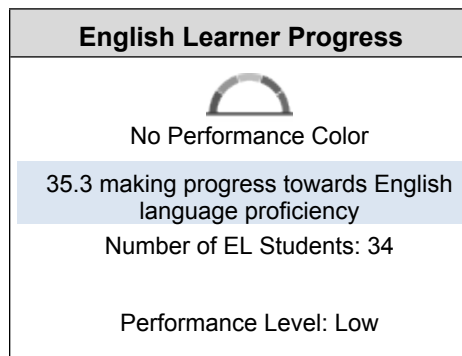 English Learner Progress
No Performance Color
35.3 making progress towards English
language proficiency
Number of EL Students: 34
Performance Level: Low